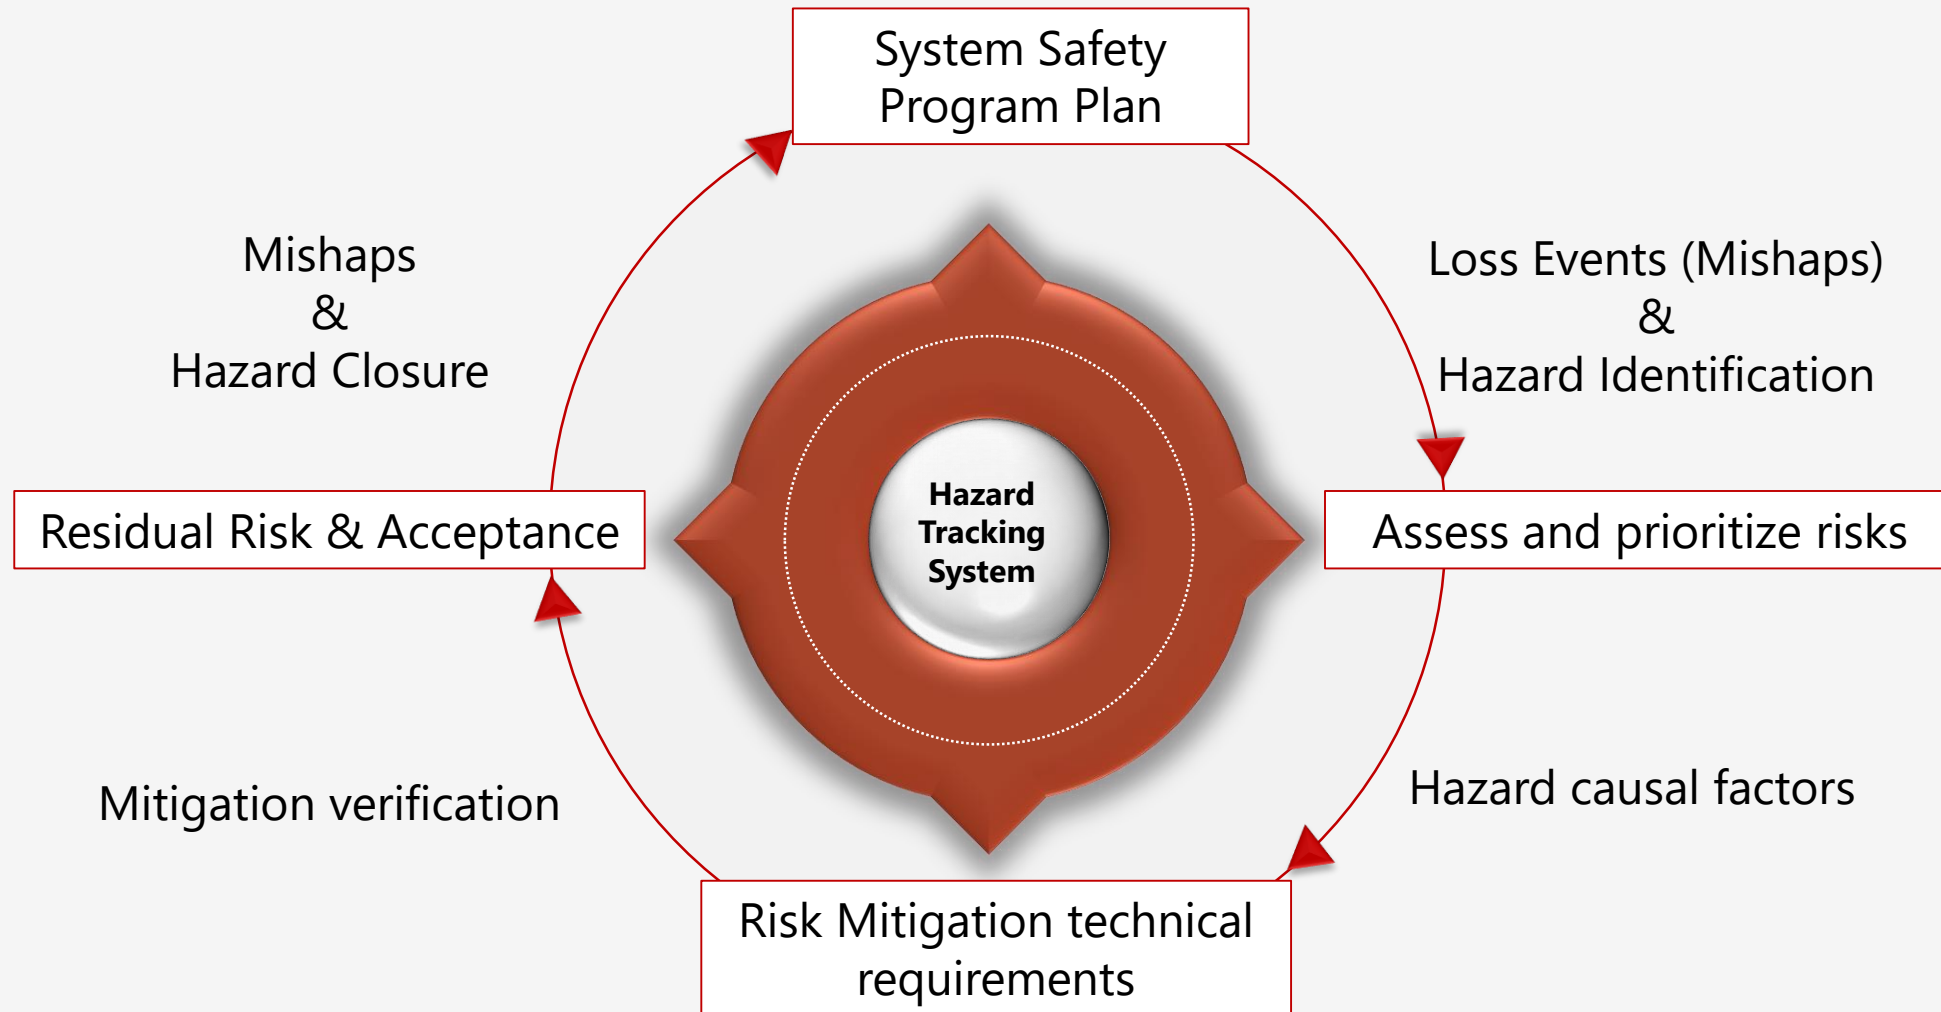 System Safety
Program Plan
Mishaps
&
Hazard Closure
Loss Events (Mishaps)
&
Hazard Identification
Hazard
Tracking
System
Residual Risk & Acceptance
Assess and prioritize risks
Mitigation verification
Hazard causal factors
Risk Mitigation technical
requirements